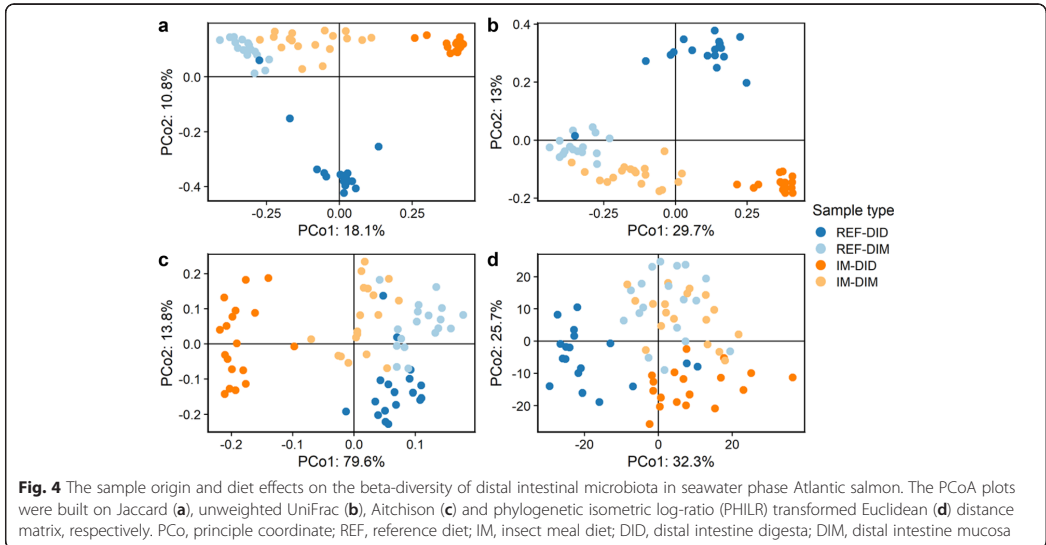 a
b
PCo2: 10.8%
0.0
-0.2
-0.4
-0.25
0.00
0.25
PCo1: 18.1%
PCo2: 13%
0.4
0.2
0.0
-0.2
-0.25
0.00
0.25
PCo1: 29.7%
Sample type
REF-DID
REF-DIM
IM-DID
IM-DIM
c
d
PCo2: 13.8%
0.2
0.1
0.0
-0.1
-0.2
-0.2
-0.1
0.0
0.1
PCo1: 79.6%
PCo2: 25.7%
20
10
0
-10
-20
-20
0
20
PCo1: 32.3%
Fig. 4 The sample origin and diet effects on the beta-diversity of distal intestinal microbiota in seawater phase Atlantic salmon. The PCoA plots
were built on Jaccard (a), unweighted UniFrac (b), Aitchison (c) and phylogenetic isometric log-ratio (PHILR) transformed Euclidean (d) distance
matrix, respectively. PCo, principle coordinate; REF, reference diet; IM, insect meal diet; DID, distal intestine digesta; DIM, distal intestine mucosa